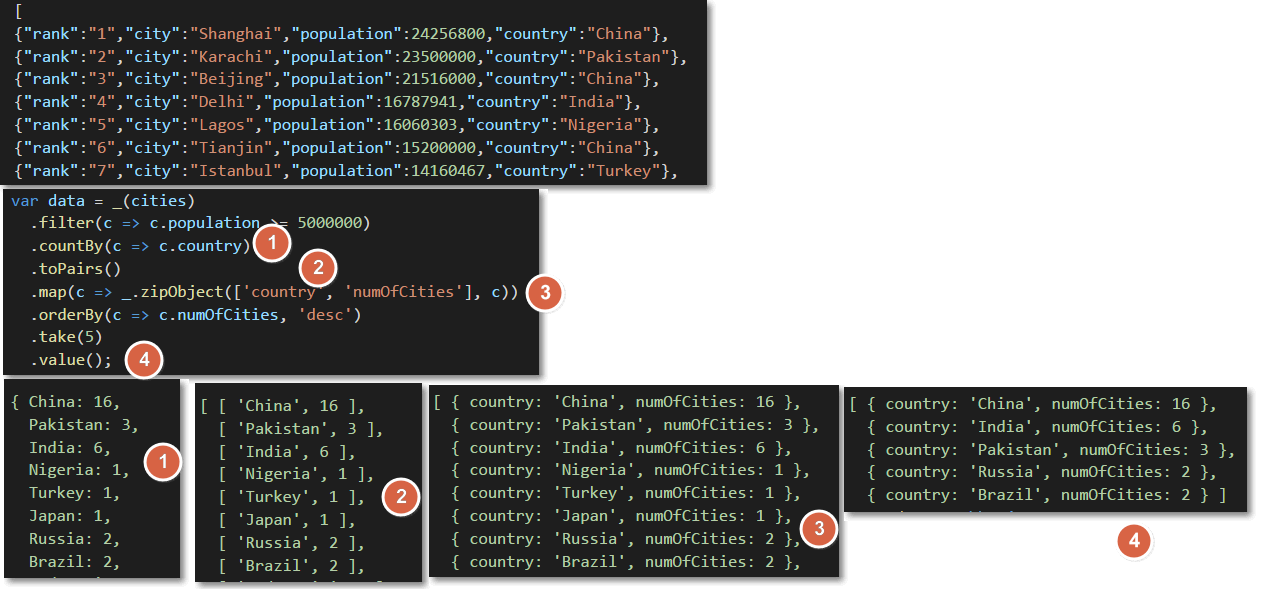 [
{"rank":"1","city":"Shanghai","population":24256800,"country":"China"},
{"rank":"2","city":"Karachi","population":23500000,"country":"Pakistan"},
{"rank":"3","city":"Beijing","population":21516000,"country":"China"},
{"rank":"4","city":"Delhi","population":16787941,"country":"India"},
{"rank":"5","city":"Lagos","population":16060303,"country":"Nigeria"},
{"rank":"6","city":"Tianjin","population":15200000,"country":"China"},
{"rank":"7","city":"Istanbul","population":14160467,"country":"Turkey"},
var data = _(cities)
.filter(c => c.population >= 5000000)
.countBy(c => c.country) 1
.toPairs() 2
.map(c => _.zipObject(['country', 'numOfCities'], c)) 3
.orderBy(c => c.numOfCities, 'desc')
.take(5)
.value(); 4
{ China: 16,
Pakistan: 3,
India: 6,
Nigeria: 1,
Turkey: 1,
Japan: 1,
Russia: 2,
Brazil: 2,
1
[ [ 'China', 16 ],
[ 'Pakistan', 3 ],
[ 'India', 6 ],
[ 'Nigeria', 1 ],
[ 'Turkey', 1 ],
[ 'Japan', 1 ],
[ 'Russia', 2 ],
[ 'Brazil', 2 ],
2
[ { country: 'China', numOfCities: 16 },
{ country: 'Pakistan', numOfCities: 3 },
{ country: 'India', numOfCities: 6 },
{ country: 'Nigeria', numOfCities: 1 },
{ country: 'Turkey', numOfCities: 1 },
{ country: 'Japan', numOfCities: 1 },
{ country: 'Russia', numOfCities: 2 },
{ country: 'Brazil', numOfCities: 2 },
3
[ { country: 'China', numOfCities: 16 },
{ country: 'India', numOfCities: 6 },
{ country: 'Pakistan', numOfCities: 3 },
{ country: 'Russia', numOfCities: 2 },
{ country: 'Brazil', numOfCities: 2 } ]
4